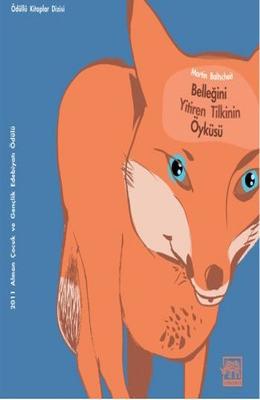 Ödüllü Kitaplar Dizisi
Martin Baltscheit
Belleğini
Yitiren Tilkinin
Öyküsü
2011 Alman Çocuk ve Gençlik Edebiyatı Ödülü